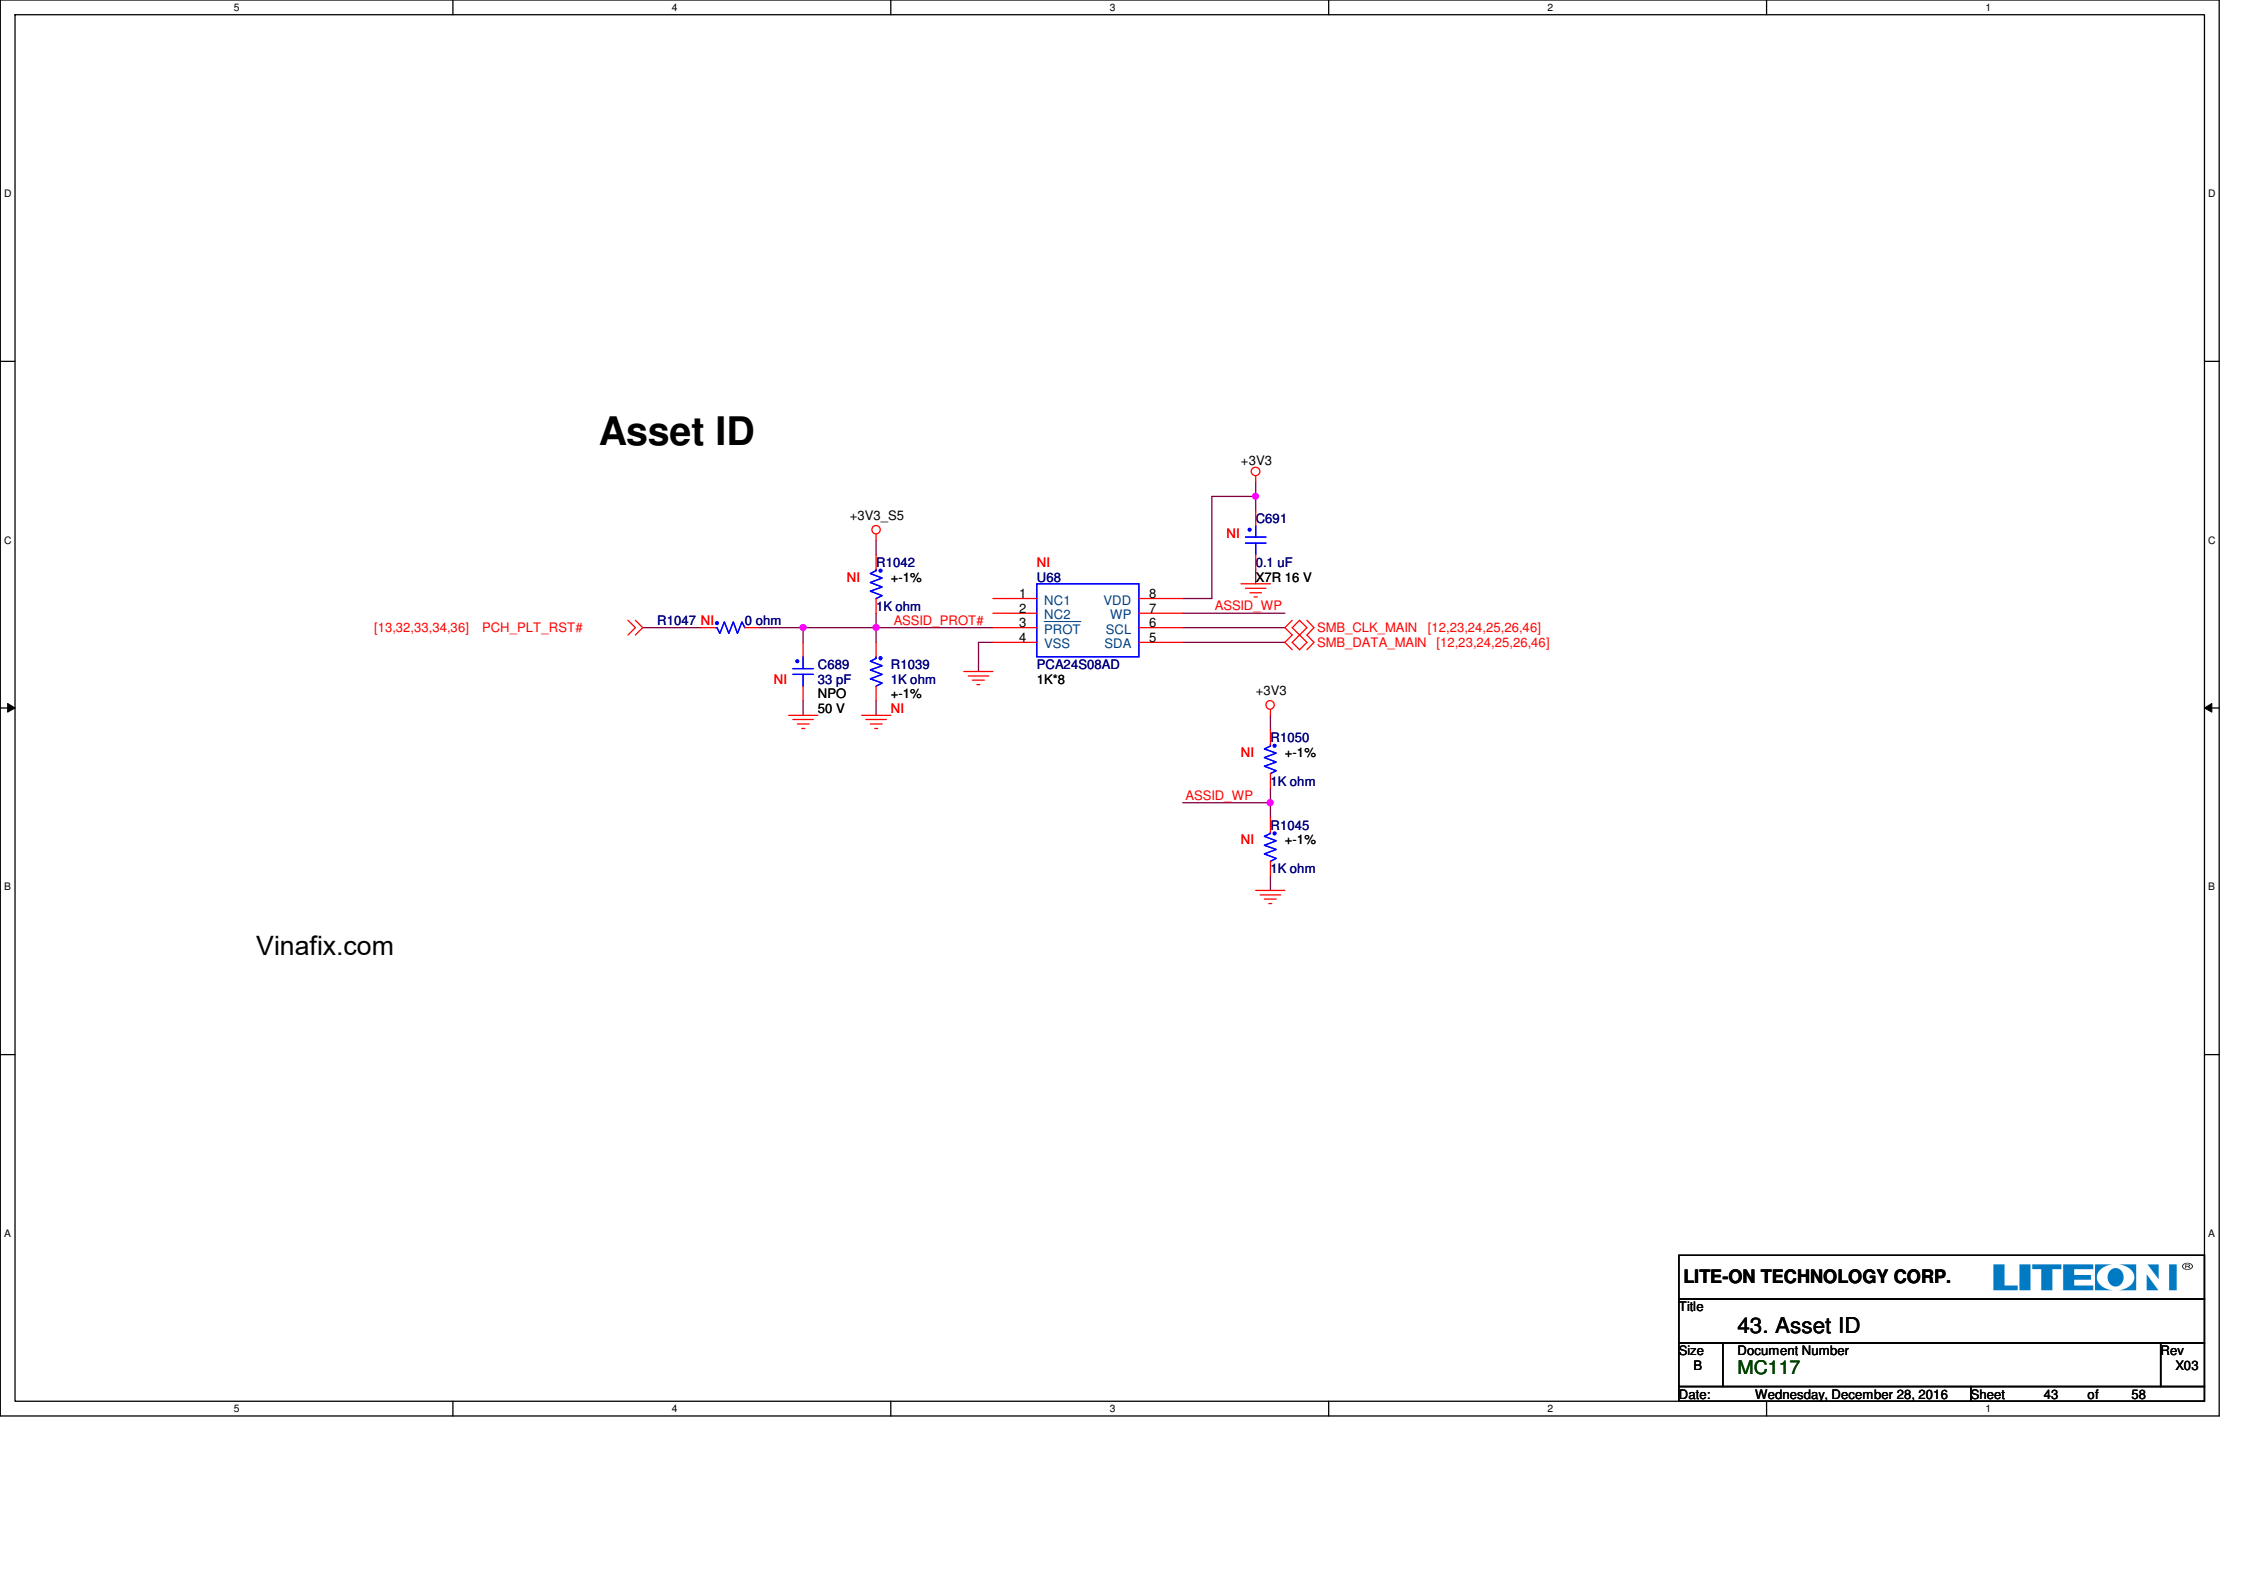 5 4 3 2 1
D D
Asset ID
+3V3
+3V3_S5
C C
C691
NI
0.1 uF
X7R 16 V
R1042
NI +-1%
1K ohm
NI
U68
1 NC1 VDD 8
2 NC2 WP 7 ASSID_WP
3 PROT SCL 6
4 VSS SDA 5
PCA24S08AD
1K*8
[13,32,33,34,36] PCH_PLT_RST#
R1047 NI 0 ohm
ASSID_PROT#
SMB_CLK_MAIN [12,23,24,25,26,46]
SMB_DATA_MAIN [12,23,24,25,26,46]
C689
NI 33 pF
NPO
50 V
R1039
1K ohm
+-1%
NI
+3V3
R1050
NI +-1%
1K ohm
ASSID_WP
R1045
NI +-1%
1K ohm
B B
Vinafix.com
A A
LITE-ON TECHNOLOGY CORP. LITEON ®
Title
43. Asset ID
Size Document Number Rev
B MC117 X03
Date: Wednesday, December 28, 2016 Sheet 43 of 58
5 4 3 2 1